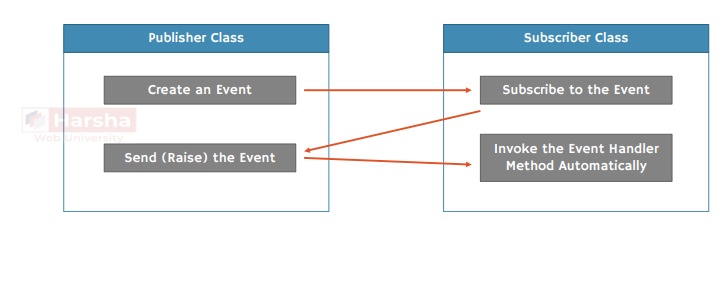 Publisher Class
Subscriber Class
Create an Event
Subscribe to the Event
Harsha
Web University
Send (Raise) the Event
Invoke the Event Handler
Method Automatically